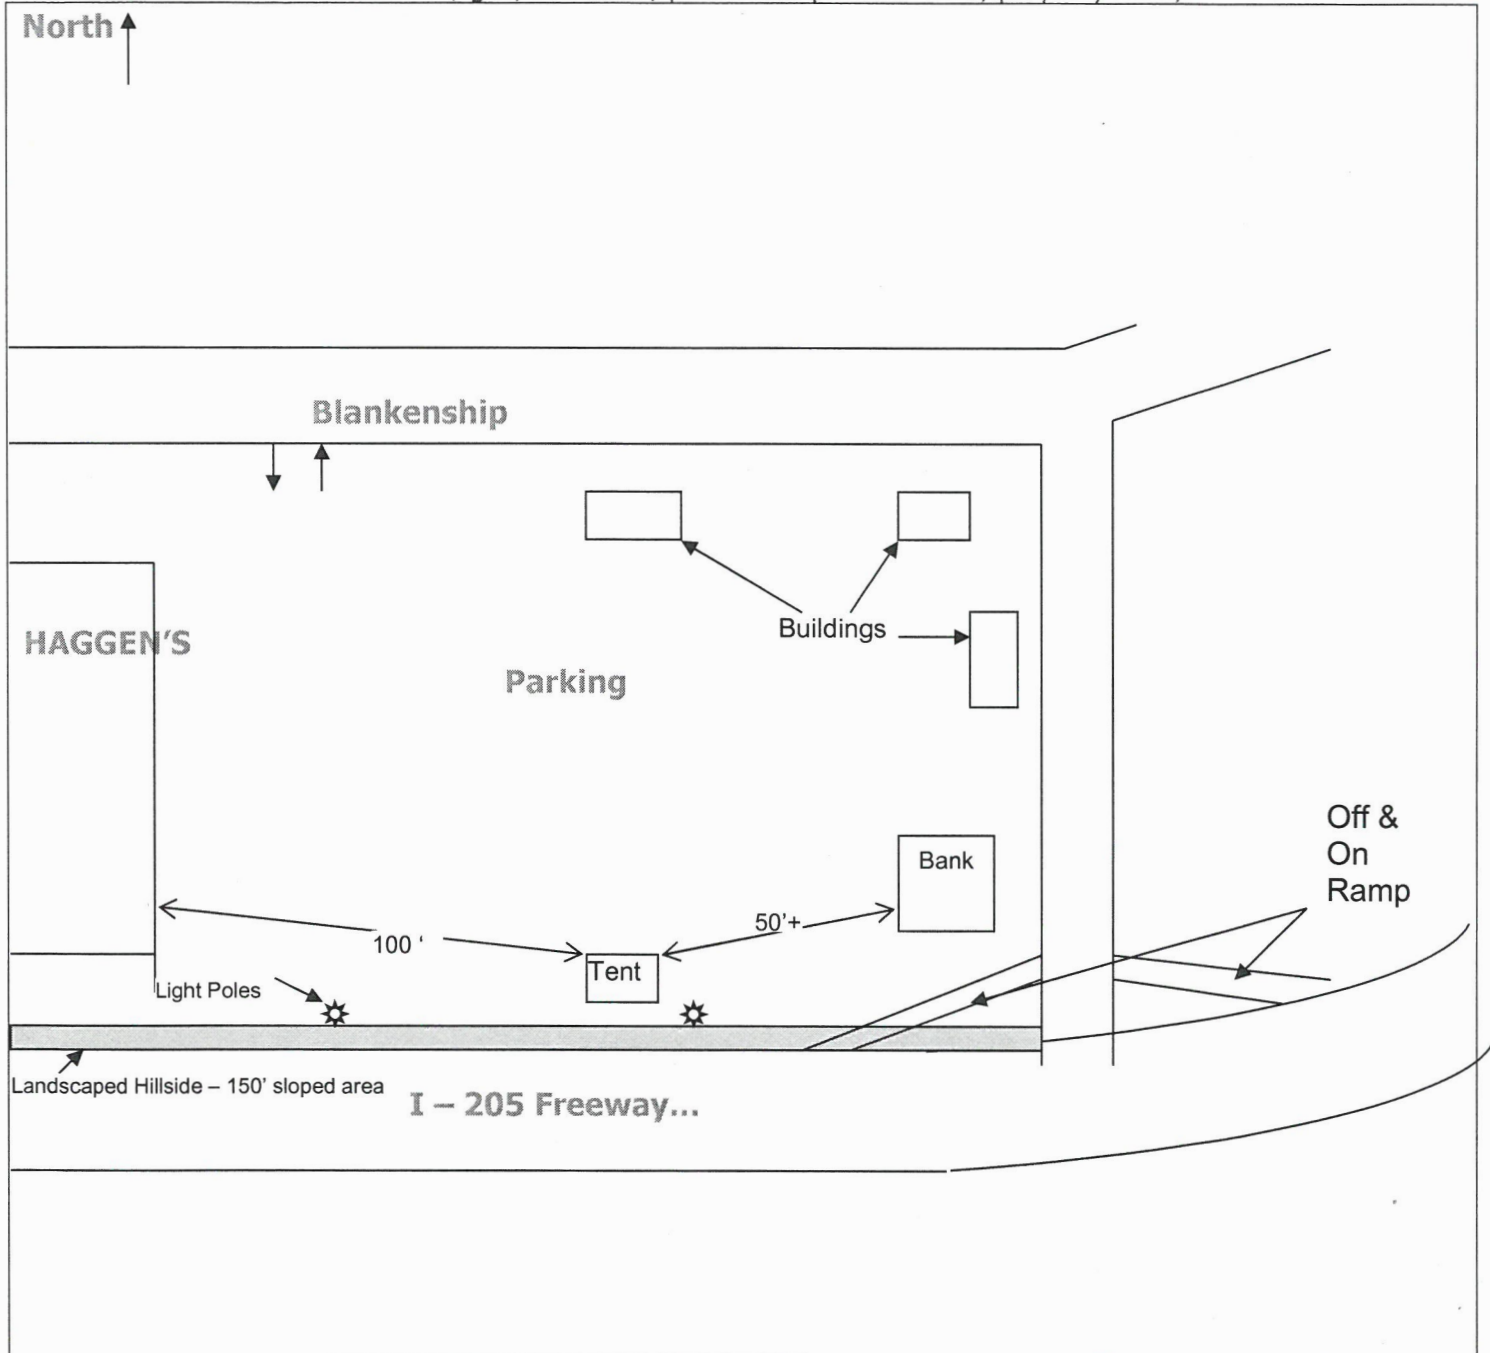 North
Blankenship
Buildings
HAGGEN'S
Parking
Off &
On
Ramp
Bank
50'+
100 '
Tent
Light Poles
Landscaped Hillside – 150' sloped area
I – 205 Freeway...